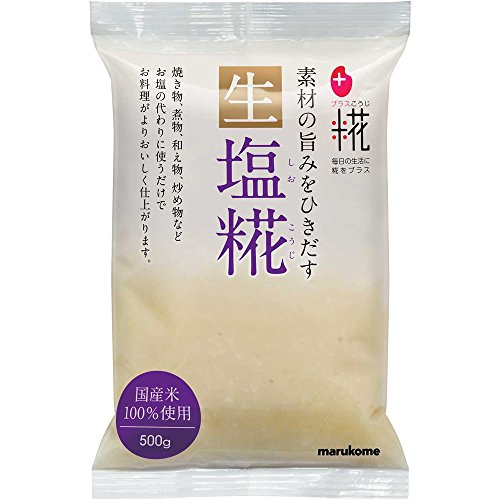 プラスこうじ
糀
毎日の生活に
糀をプラス
素材の旨みをひきだす
生塩糀
しお
こうじ
焼き物、煮物、和え物、炒め物など
お塩の代わりに使うだけで
お料理がよりおいしく仕上がります。
国産米
100%使用
500g
marukome